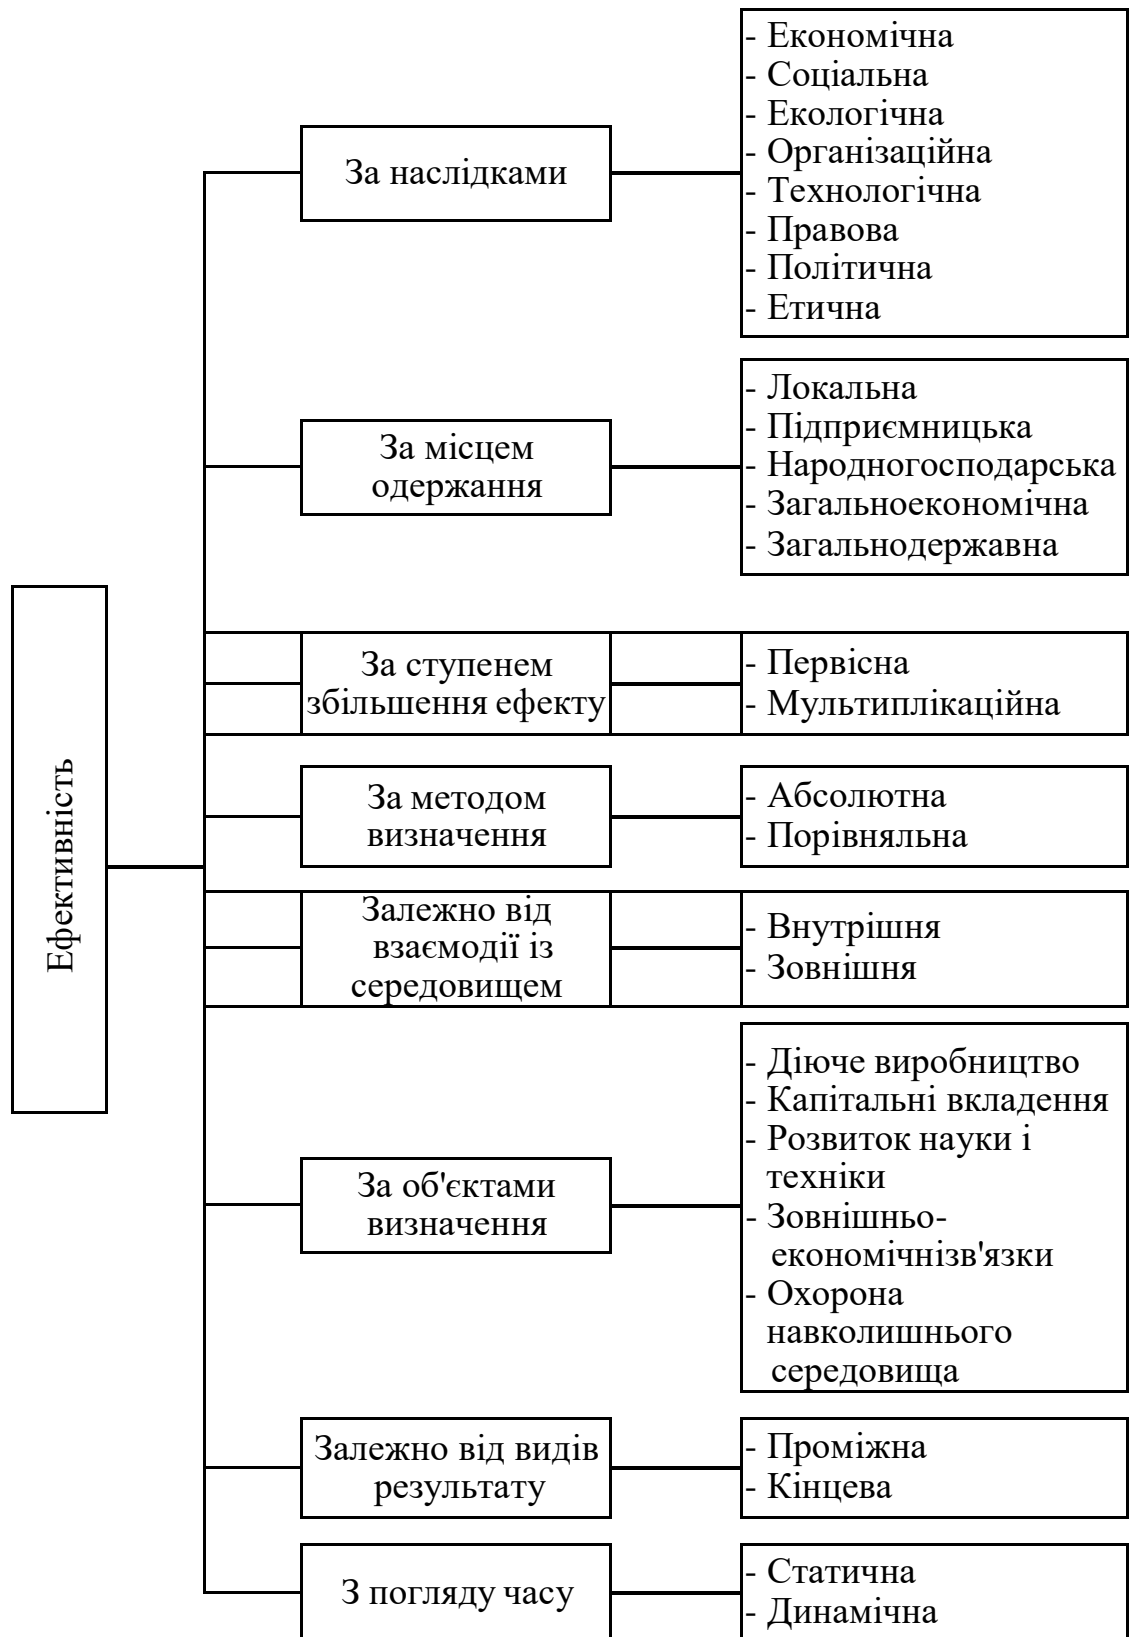 За наслідками
- Економічна
- Соціальна
- Екологічна
- Організаційна
- Технологічна
- Правова
- Політична
- Етична
За місцем
одержання
- Локальна
- Підприємницька
- Народногосподарська
- Загальноекономічна
- Загальнодержавна
Ефективність
За ступенем
збільшення ефекту
- Первісна
- Мультиплікаційна
За методом
визначення
- Абсолютна
- Порівняльна
Залежно від
взаємодії із
середовищем
- Внутрішня
- Зовнішня
За об'єктами
визначення
- Діюче виробництво
- Капітальні вкладення
- Розвиток науки і
техніки
- Зовнішньо-
економічнізв'язки
- Охорона
навколишнього
середовища
Залежно від видів
результату
- Проміжна
- Кінцева
З погляду часу
- Статична
- Динамічна